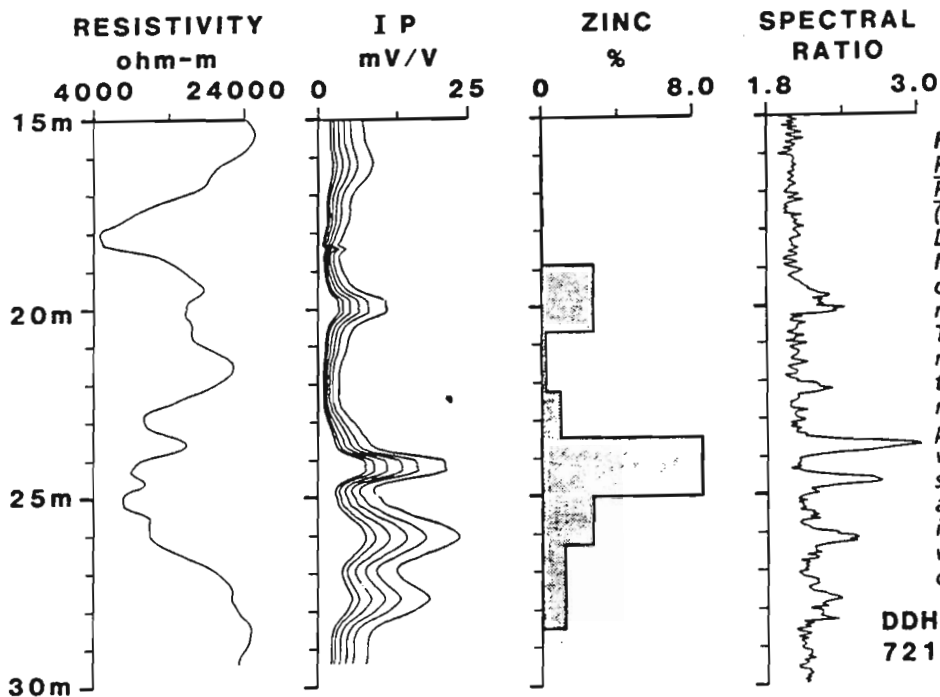 RESISTIVITY
ohm-m
4000 24000
I P
mV/V
0 25
ZINC
%
0 8.0
SPECTRAL
RATIO
1.8 3.0
15m
20m
25m
30m
DDH
721